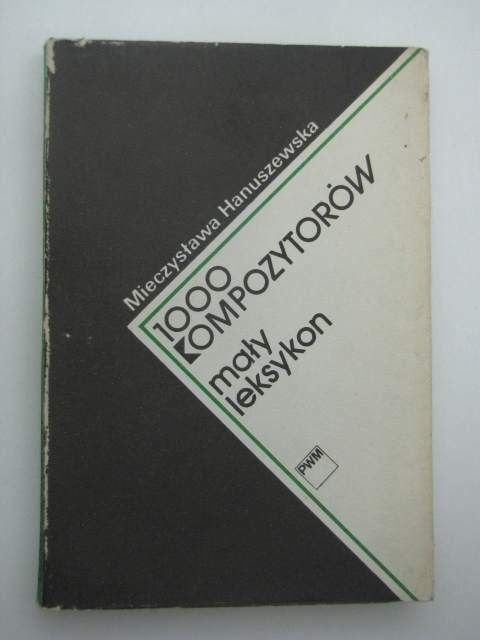 Mieczysława Hanuszewska
1000
KOMPOZYTORÓW
mały
leksykon
PWM